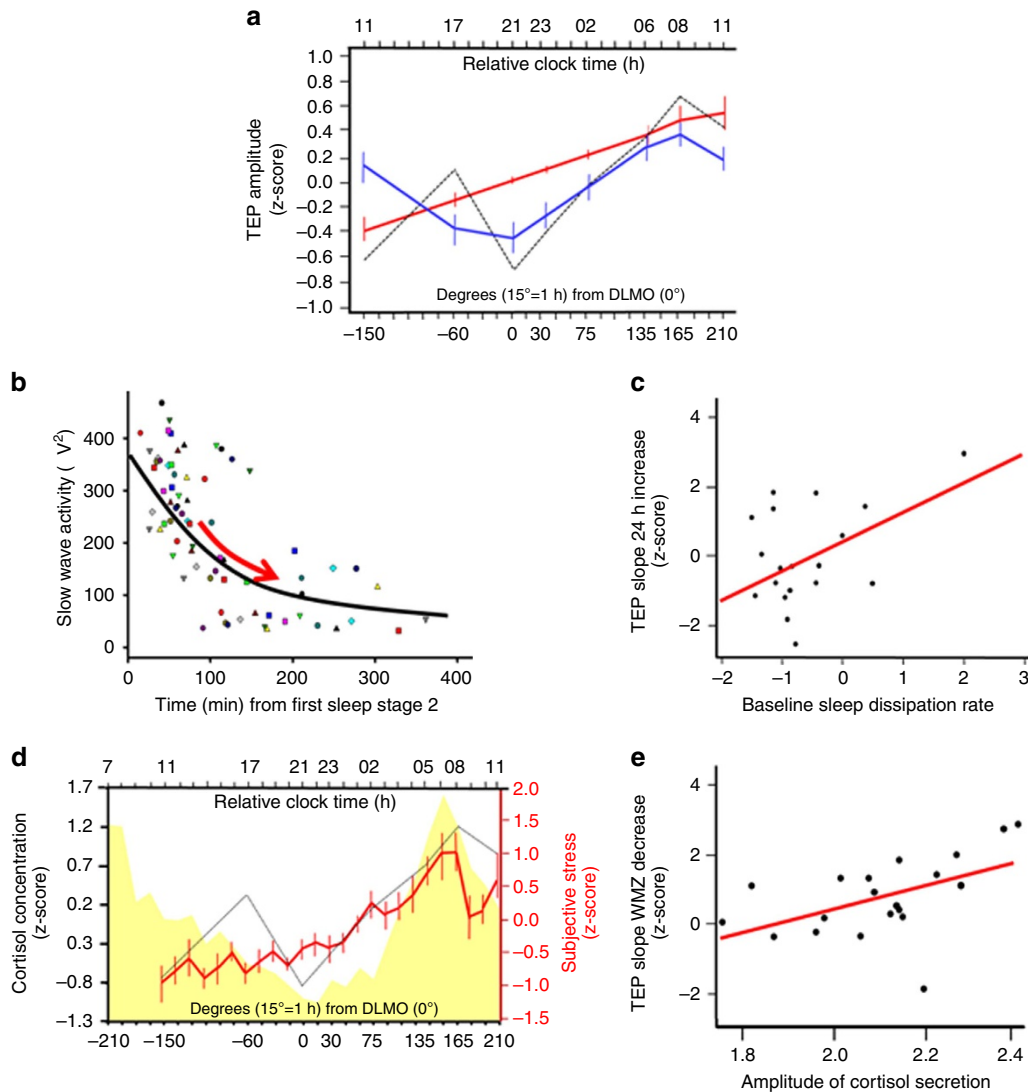 a
11 17 21 23 02 06 08 11
Relative clock time (h)
TEP amplitude
(z-score)
1.0
0.8
0.6
0.4
0.2
0.0
−0.2
−0.4
−0.6
−0.8
−1.0
Degrees (15°=1 h) from DLMO (0°)
−150 −60 0 30 75 135 165 210
b
Slow wave activity ( V²)
400
300
200
100
0
0 100 200 300 400
Time (min) from first sleep stage 2
c
TEP slope 24 h increase
(z-score)
4
2
0
−2
−2 −1 0 1 2 3
Baseline sleep dissipation rate
d
7 11 17 21 23 02 05 08 11
Relative clock time (h)
Cortisol concentration
(z-score)
1.7
1.2
0.7
0.2
0.3
−0.8
−1.3
2.0
1.5
1.0
0.5
0.0
−0.5
−1.0
−1.5
Subjective stress
(z-score)
Degrees (15°=1 h) from DLMO (0°)
−210 −150 −60 0 30 75 135 165 210
e
TEP slope WMZ decrease
(z-score)
4
2
0
−2
1.8 2.0 2.2 2.4
Amplitude of cortisol secretion